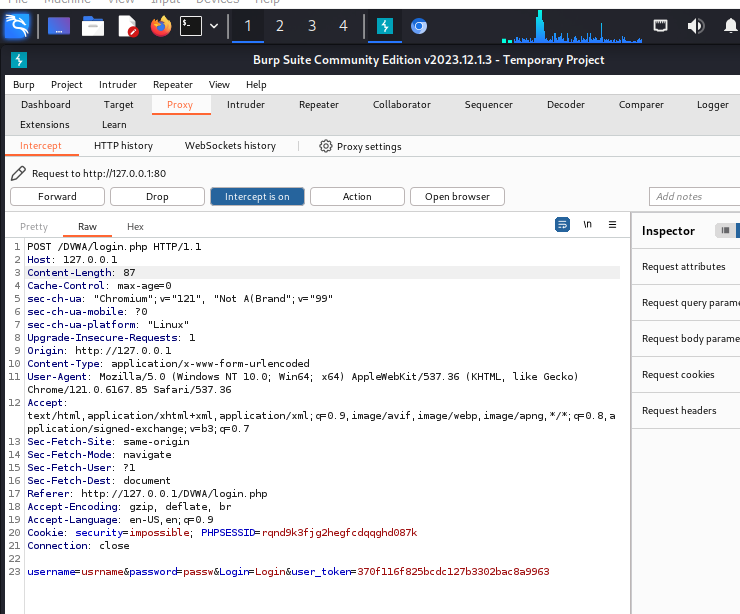 File Machine View Input Devices Help
1 2 3 4
Burp Suite Community Edition v2023.12.1.3 - Temporary Project
Burp Project Intruder Repeater View Help
Dashboard Target Proxy Intruder Repeater Collaborator Sequencer Decoder Comparer Logger
Extensions Learn
Intercept HTTP history WebSockets history Proxy settings
Request to http://127.0.0.1:80
Forward Drop Intercept is on Action Open browser Add notes
Pretty Raw Hex \n
Inspector
Request attributes
Request query parame
Request body parame
Request cookies
Request headers
1 POST /DVWA/login.php HTTP/1.1
2 Host: 127.0.0.1
3 Content-Length: 87
4 Cache-Control: max-age=0
5 sec-ch-ua: "Chromium";v="121", "Not A(Brand";v="99"
6 sec-ch-ua-mobile: ?0
7 sec-ch-ua-platform: "Linux"
8 Upgrade-Insecure-Requests: 1
9 Origin: http://127.0.0.1
10 Content-Type: application/x-www-form-urlencoded
11 User-Agent: Mozilla/5.0 (Windows NT 10.0; Win64; x64) AppleWebKit/537.36 (KHTML, like Gecko)
Chrome/121.0.6167.85 Safari/537.36
12 Accept:
text/html,application/xhtml+xml,application/xml;q=0.9,image/avif,image/webp,image/apng,*/*;q=0.8,a
pplication/signed-exchange;v=b3;q=0.7
13 Sec-Fetch-Site: same-origin
14 Sec-Fetch-Mode: navigate
15 Sec-Fetch-User: ?1
16 Sec-Fetch-Dest: document
17 Referer: http://127.0.0.1/DVWA/login.php
18 Accept-Encoding: gzip, deflate, br
19 Accept-Language: en-US,en;q=0.9
20 Cookie: security=impossible; PHPSESSID=rqnd9k3fjg2hegfcdqqghd087k
21 Connection: close
22
23 username=usrname&password=passw&Login=Login&user_token=370f116f825bcdc127b3302bac8a9963